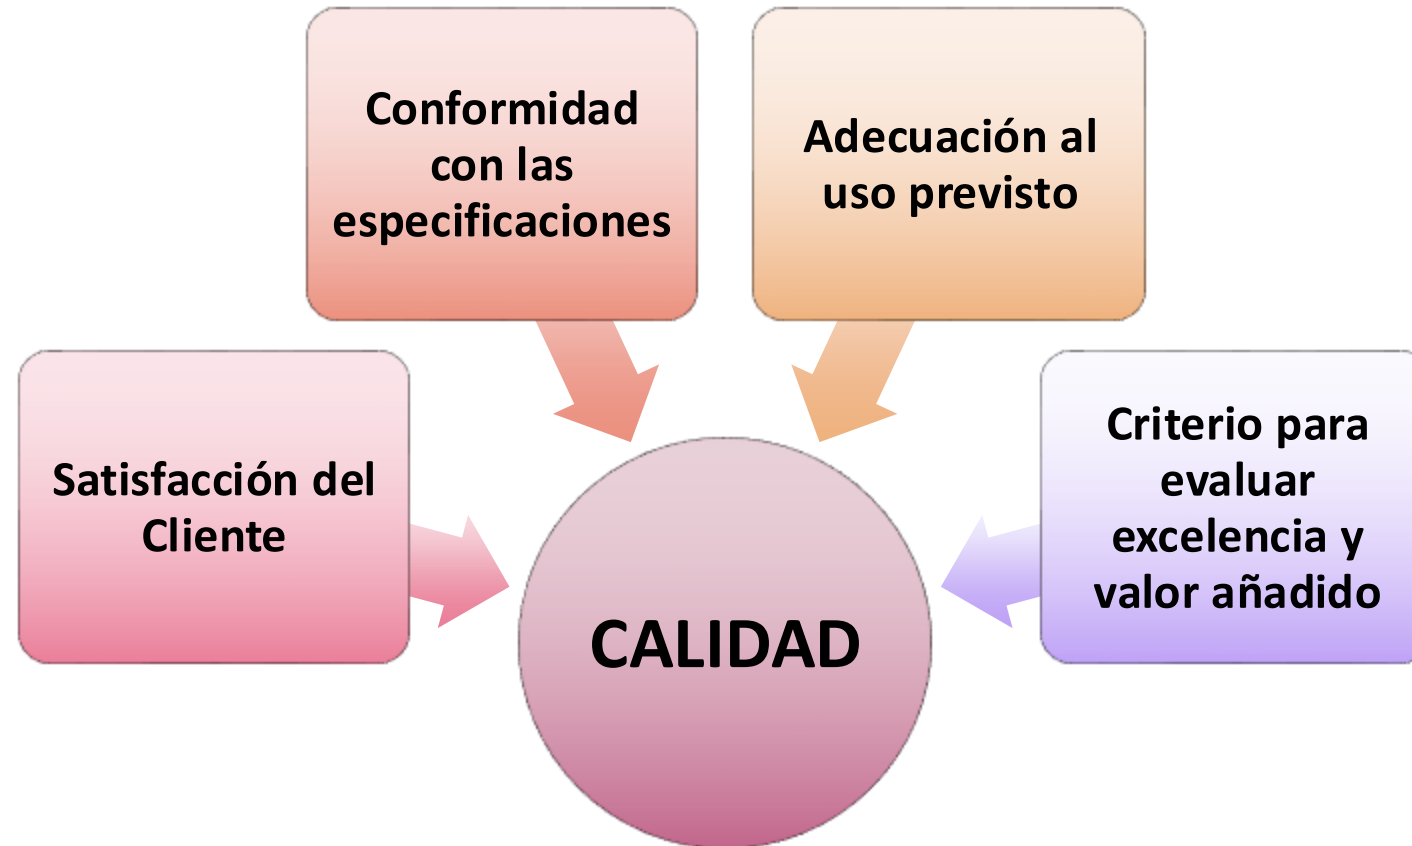 Conformidad
con las
especificaciones
Adecuación al
uso previsto
Satisfacción del
Cliente
Criterio para
evaluar
excelencia y
valor añadido
CALIDAD